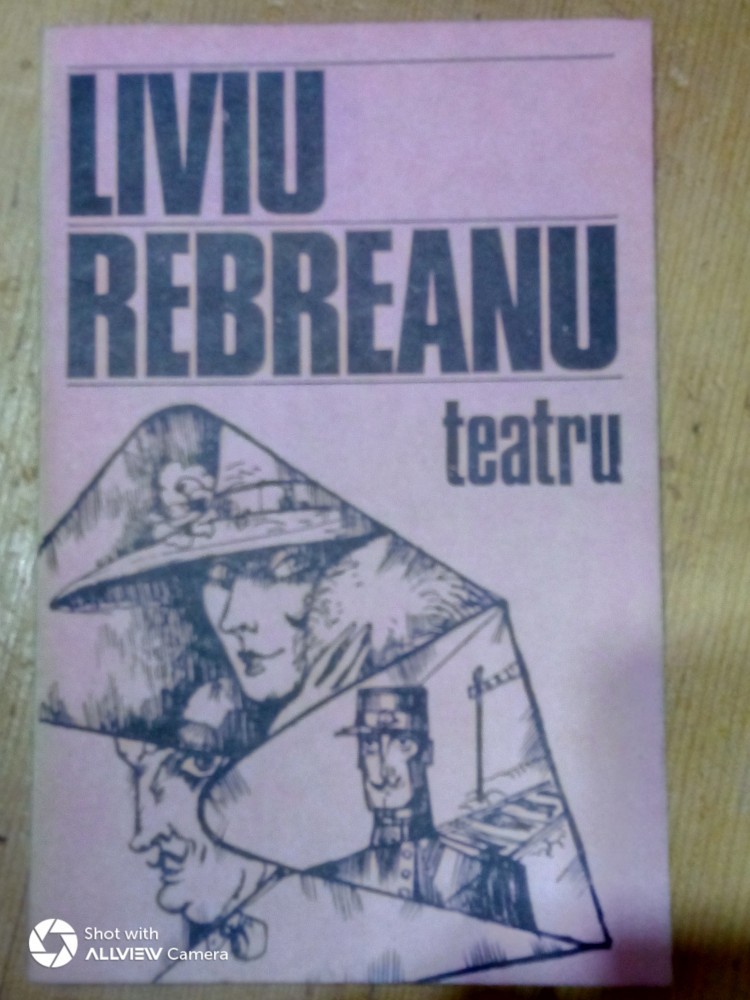 LIVIU
REBREANU
teatru
Shot with
ALLVIEW Camera